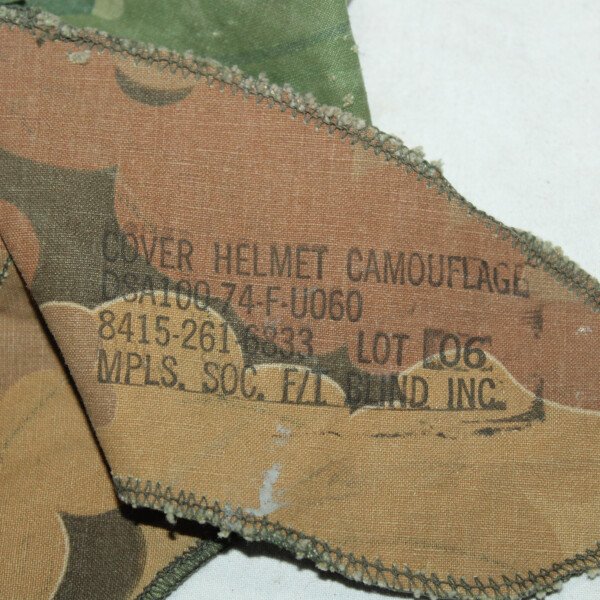 COVER HELMET CAMOUFLAGE
DSA100-74-F-U060
8415-261-6833 LOT 06
MPLS. SOC. F/T BLIND INC.